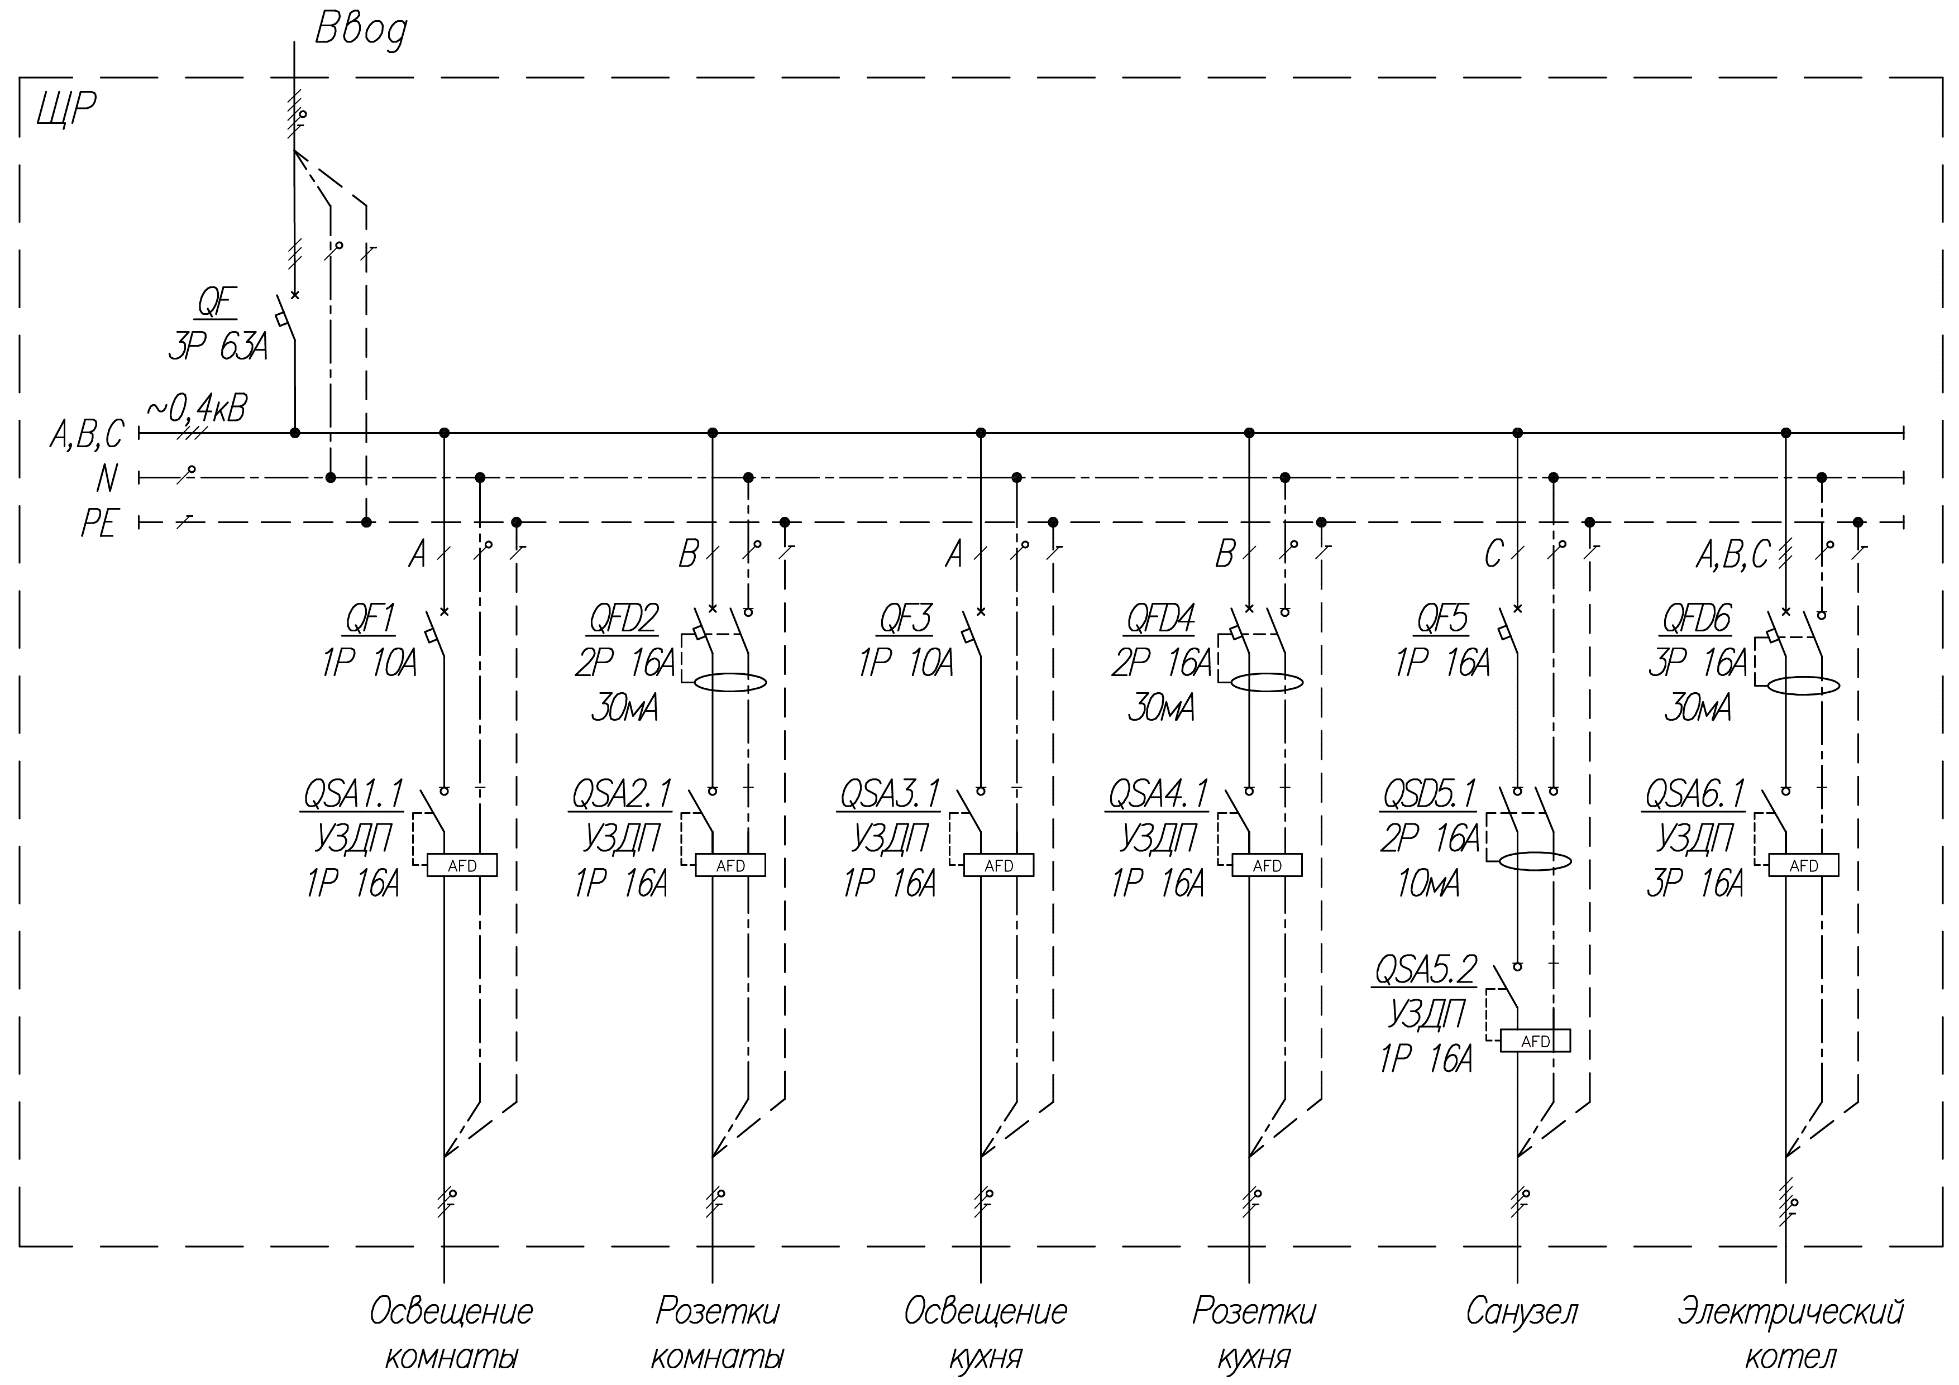 Ввод
ЩР
QF
3P 63A
~0,4кВ
A,B,C
N
PE
A
B
A
B
C
A,B,C
QF1
1P 10A
QFD2
2P 16A
30мА
QF3
1P 10A
QFD4
2P 16A
30мА
QF5
1P 16A
QFD6
3P 16A
30мА
QSA1.1
УЗДП
1P 16A
AFD
QSA2.1
УЗДП
1P 16A
AFD
QSA3.1
УЗДП
1P 16A
AFD
QSA4.1
УЗДП
1P 16A
AFD
QSD5.1
2P 16A
10мА
QSA5.2
УЗДП
1P 16A
AFD
QSA6.1
УЗДП
3P 16A
AFD
Освещение
комнаты
Розетки
комнаты
Освещение
кухня
Розетки
кухня
Санузел
Электрический
котел